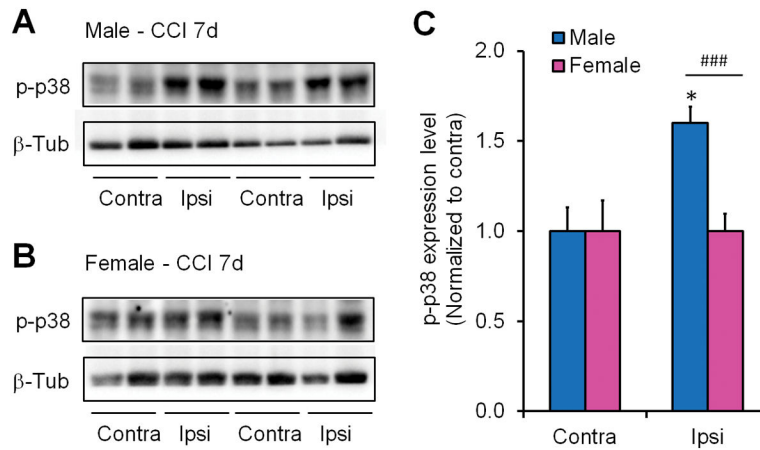 A
Male - CCI 7d
p-p38
β-Tub
Contra Ipsi Contra Ipsi
B
Female - CCI 7d
p-p38
β-Tub
Contra Ipsi Contra Ipsi
C
Male
Female
###
*
p-p38 expression level
(Normalized to contra)
2.0
1.5
1.0
0.5
0.0
Contra Ipsi